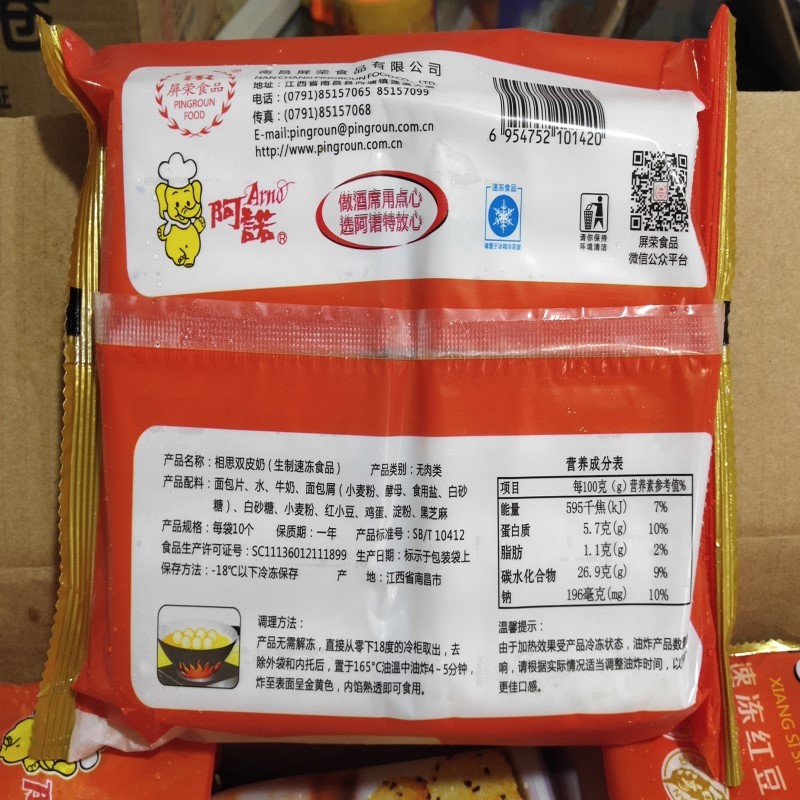 屏荣食品
PINGROUN
FOOD
南昌屏荣食品有限公司
NANCHANG PINGROUN FOOD CO., LTD.
电话：(0791)85157065 85157099
传真：(0791)85157068
E-mail:pingroun@pingroun.com.cn
http://www.pingroun.com.cn
6 954752 101420
Arno
阿諾®
做酒席用点心
选阿诺特放心
速冻食品
请你保持
环境清洁
屏荣食品
微信公众平台
产品名称：相思双皮奶（生制速冻食品） 产品类别：无肉类
产品配料：面包片、水、牛奶、面包屑（小麦粉、酵母、食用盐、白砂
糖）、白砂糖、小麦粉、红小豆、鸡蛋、淀粉、黑芝麻
产品规格：每袋10个 保质期：一年 产品标准号：SB/T 10412
食品生产许可证号：SC11136012111899 生产日期：标示于包装袋上
保存方法：-18℃以下冷冻保存 产 地：江西省南昌市
营养成分表
项目 每100克（g） 营养素参考值%
能量 595千焦(kJ) 7%
蛋白质 5.7克(g) 10%
脂肪 1.1克(g) 2%
碳水化合物 26.9克(g) 9%
钠 196毫克(mg) 10%
调理方法：
产品无需解冻，直接从零下18度的冷柜取出，去
除外袋和内托后，置于165℃油温中油炸4～5分钟，
炸至表面呈金黄色，内馅熟透即可食用。
温馨提示：
由于加热效果受产品冷冻状态，油炸产品数
响，请根据实际情况适当调整油炸时间，以
更佳口感。
速冻红豆
XIANG SI